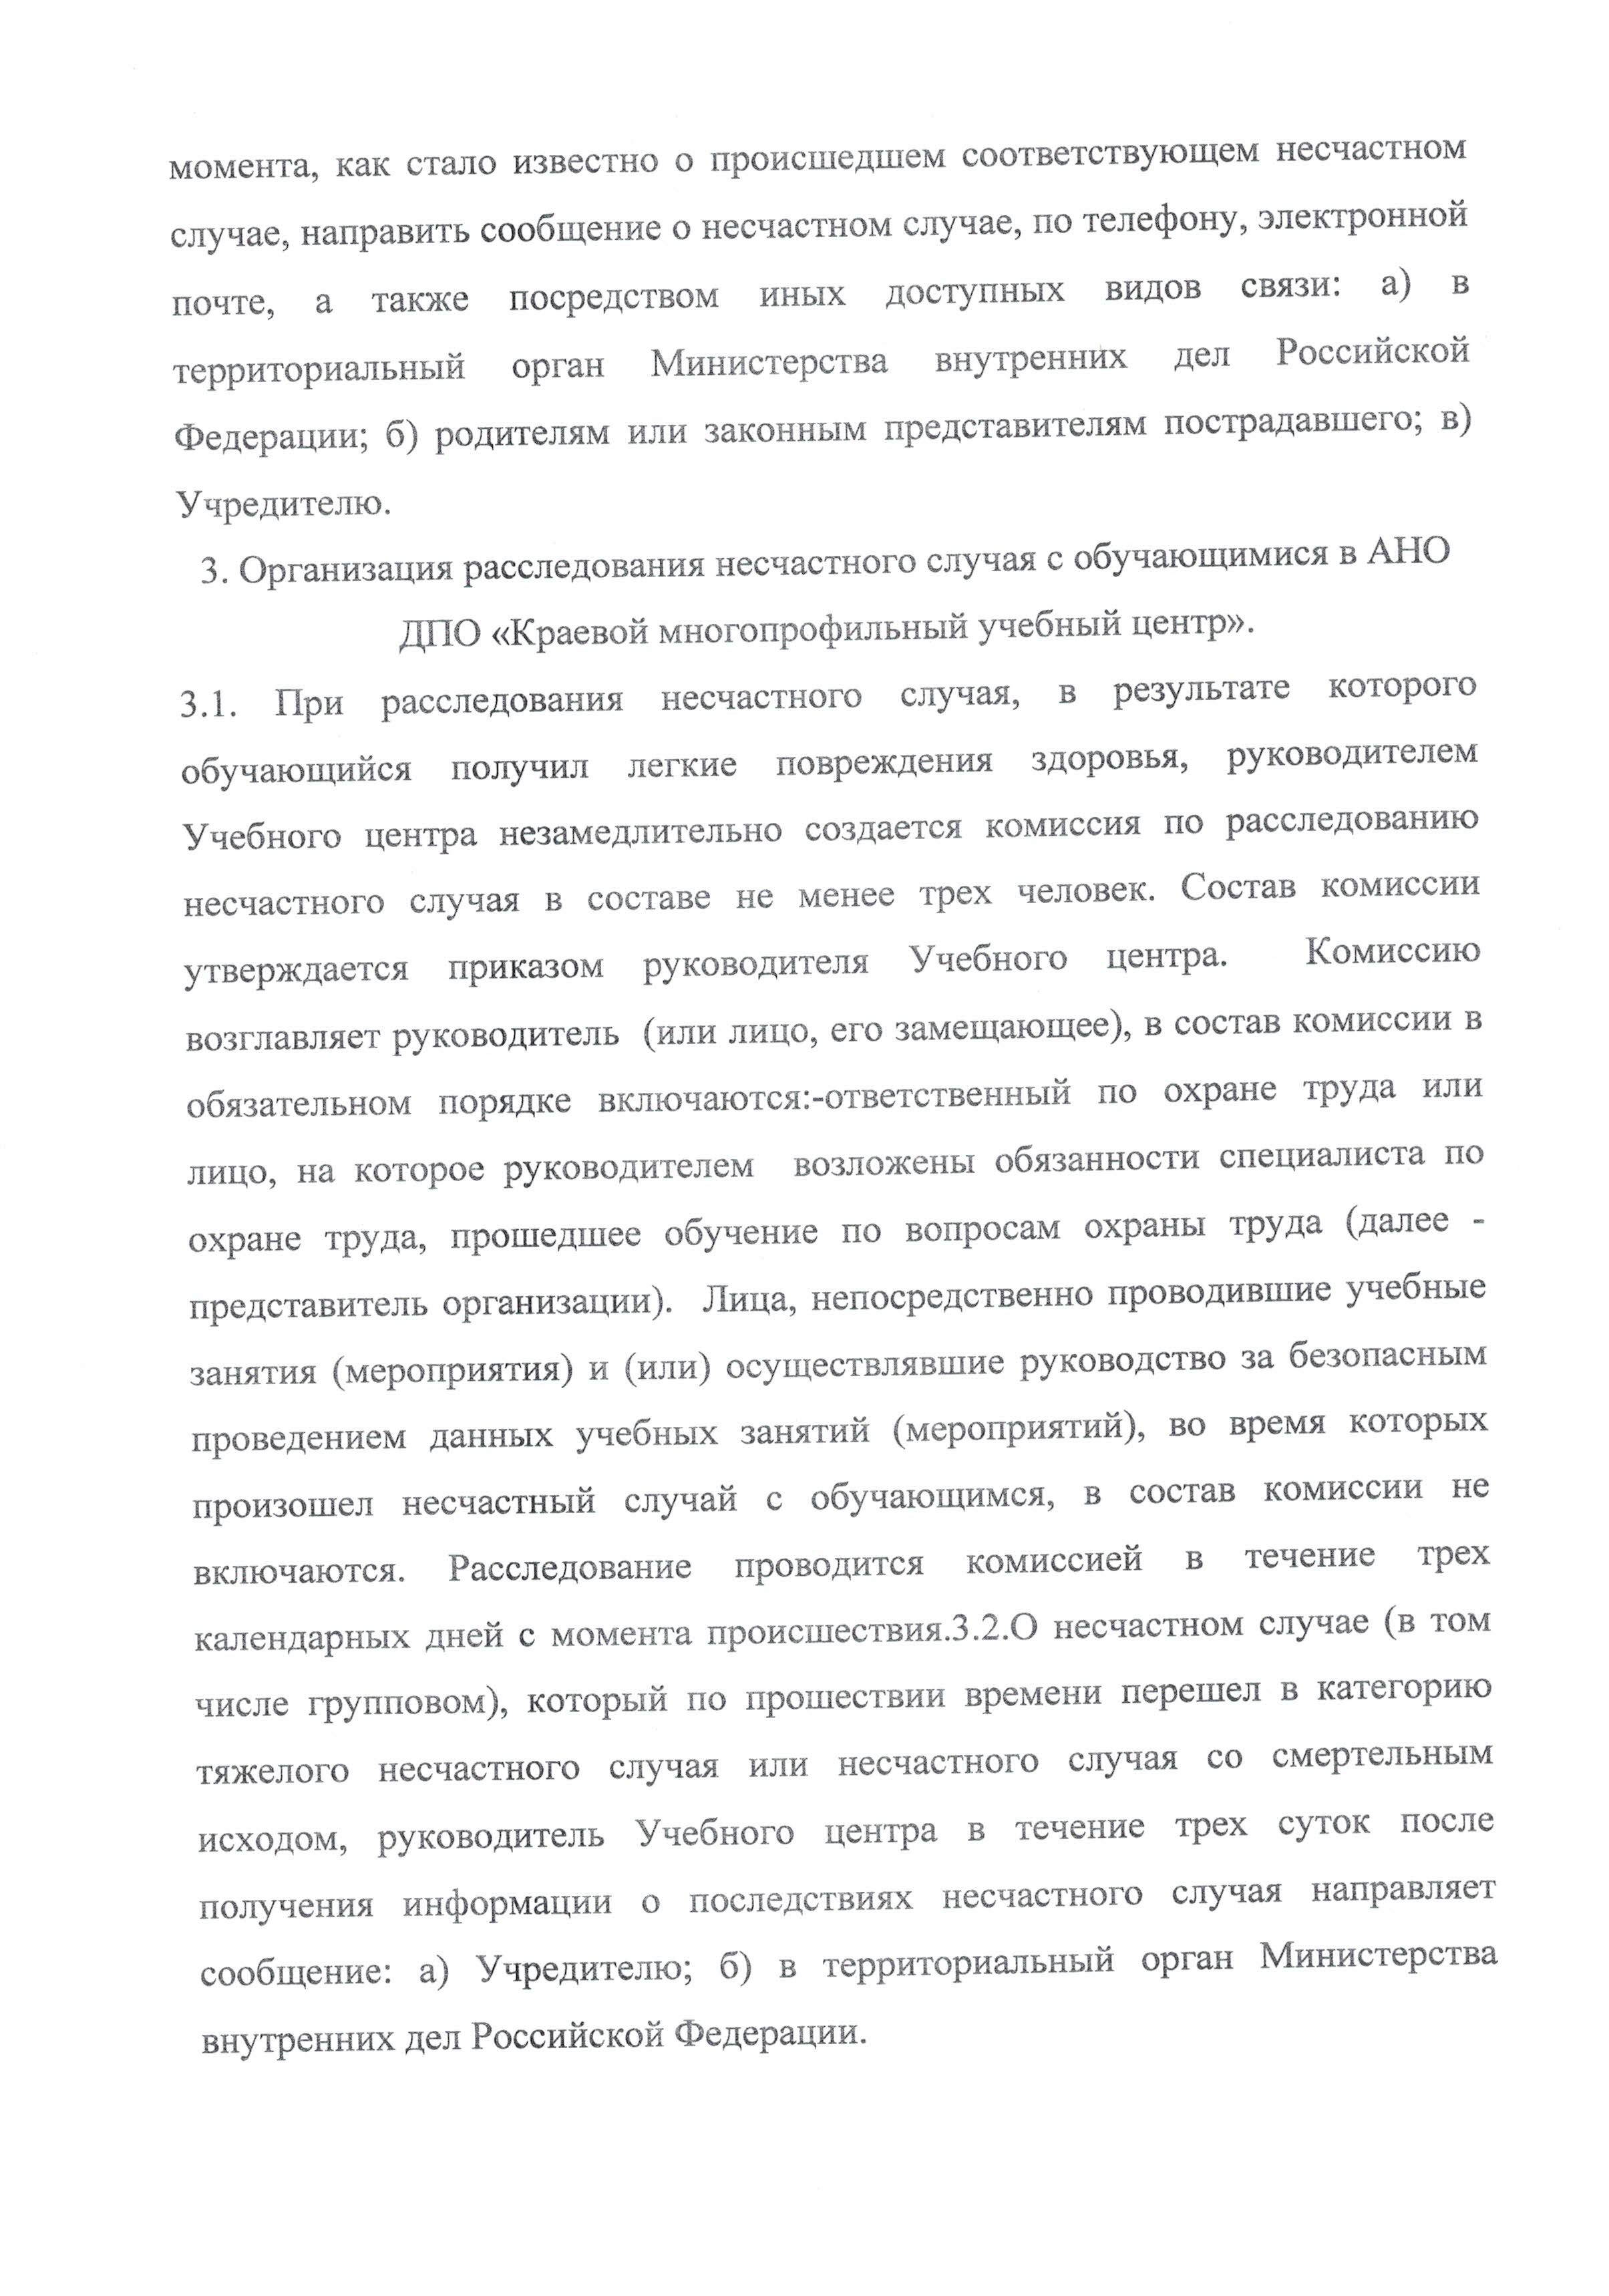 момента, как стало известно о происшедшем соответствующем несчастном
случае, направить сообщение о несчастном случае, по телефону, электронной
почте, а также посредством иных доступных видов связи: а) в
территориальный орган Министерства внутренних дел Российской
Федерации; б) родителям или законным представителям пострадавшего; в)
Учредителю.
3. Организация расследования несчастного случая с обучающимися в АНО
ДПО «Краевой многопрофильный учебный центр».
3.1. При расследования несчастного случая, в результате которого
обучающийся получил легкие повреждения здоровья, руководителем
Учебного центра незамедлительно создается комиссия по расследованию
несчастного случая в составе не менее трех человек. Состав комиссии
утверждается приказом руководителя Учебного центра. Комиссию
возглавляет руководитель (или лицо, его замещающее), в состав комиссии в
обязательном порядке включаются:-ответственный по охране труда или
лицо, на которое руководителем возложены обязанности специалиста по
охране труда, прошедшее обучение по вопросам охраны труда (далее -
представитель организации). Лица, непосредственно проводившие учебные
занятия (мероприятия) и (или) осуществлявшие руководство за безопасным
проведением данных учебных занятий (мероприятий), во время которых
произошел несчастный случай с обучающимся, в состав комиссии не
включаются. Расследование проводится комиссией в течение трех
календарных дней с момента происшествия.3.2.О несчастном случае (в том
числе групповом), который по прошествии времени перешел в категорию
тяжелого несчастного случая или несчастного случая со смертельным
исходом, руководитель Учебного центра в течение трех суток после
получения информации о последствиях несчастного случая направляет
сообщение: а) Учредителю; б) в территориальный орган Министерства
внутренних дел Российской Федерации.